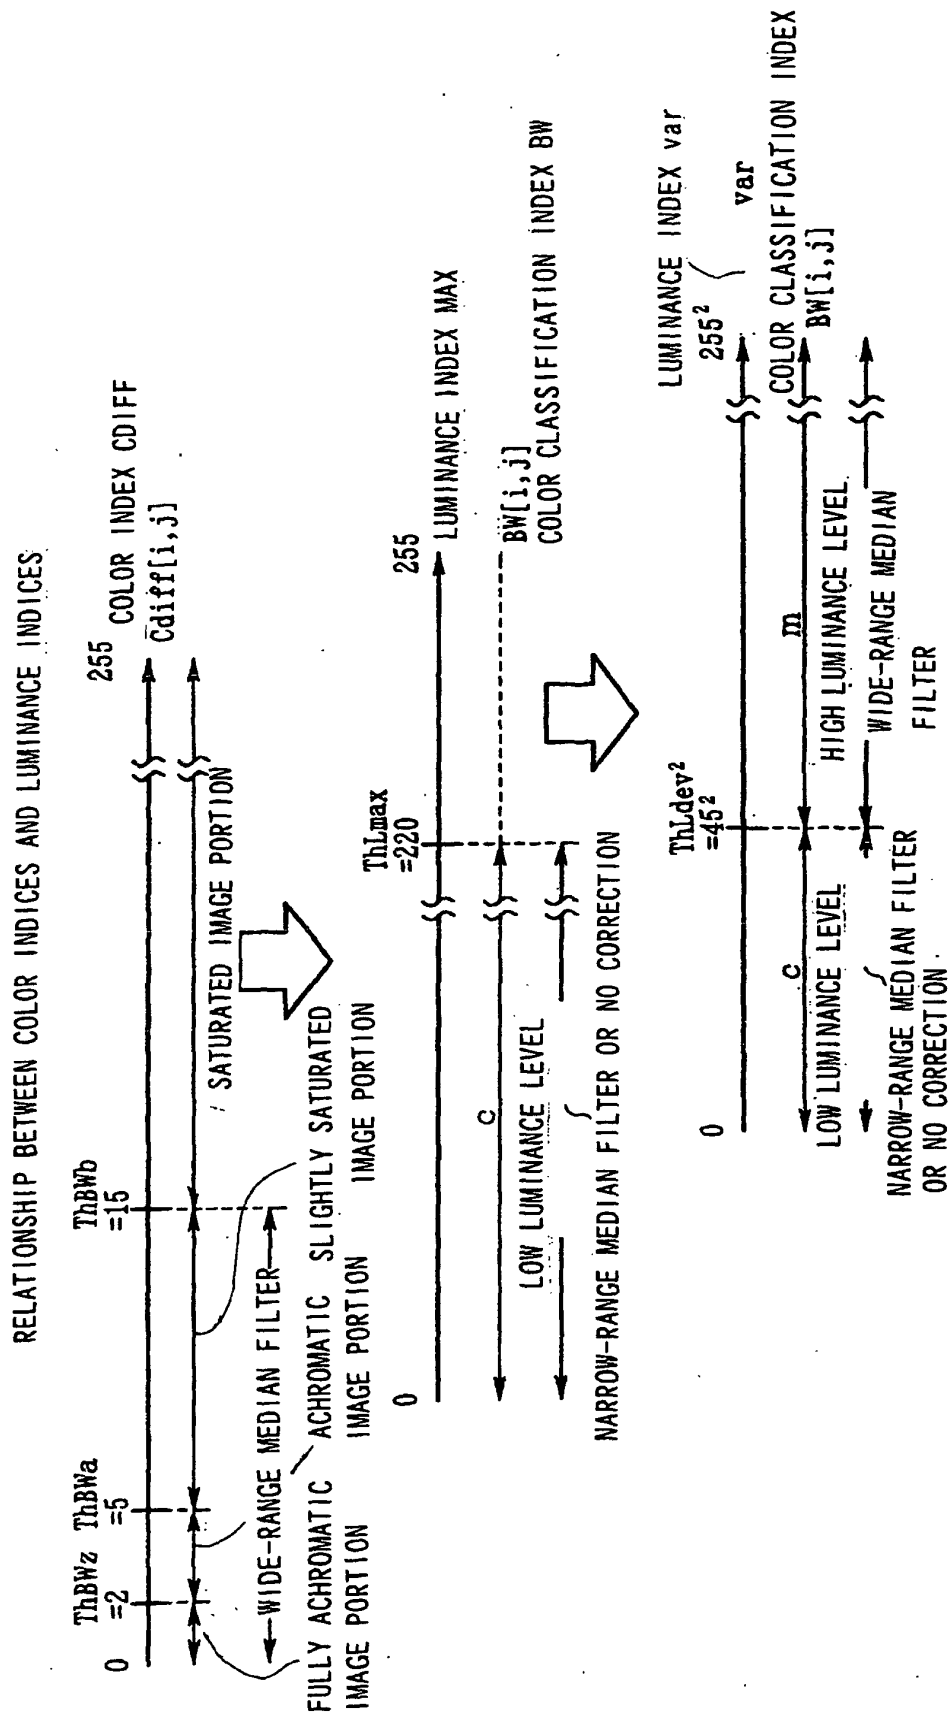 RELATIONSHIP BETWEEN COLOR INDICES AND LUMINANCE INDICES
0
ThBWz
=2
ThBWa
=5
ThBWb
=15
255
COLOR INDEX CDIFF
Cdiff[i,j]
SATURATED IMAGE PORTION
WIDE-RANGE MEDIAN FILTER
FULLY ACHROMATIC
IMAGE PORTION
ACHROMATIC
IMAGE PORTION
SLIGHTLY SATURATED
IMAGE PORTION
0
ThLmax
=220
255
LUMINANCE INDEX MAX
c
BW[i,j]
COLOR CLASSIFICATION INDEX BW
LOW LUMINANCE LEVEL
NARROW-RANGE MEDIAN FILTER OR NO CORRECTION
0
ThLdev²
=45²
255²
LUMINANCE INDEX var
var
COLOR CLASSIFICATION INDEX
BW[i,j]
c
m
LOW LUMINANCE LEVEL
HIGH LUMINANCE LEVEL
WIDE-RANGE MEDIAN
FILTER
NARROW-RANGE MEDIAN FILTER
OR NO CORRECTION